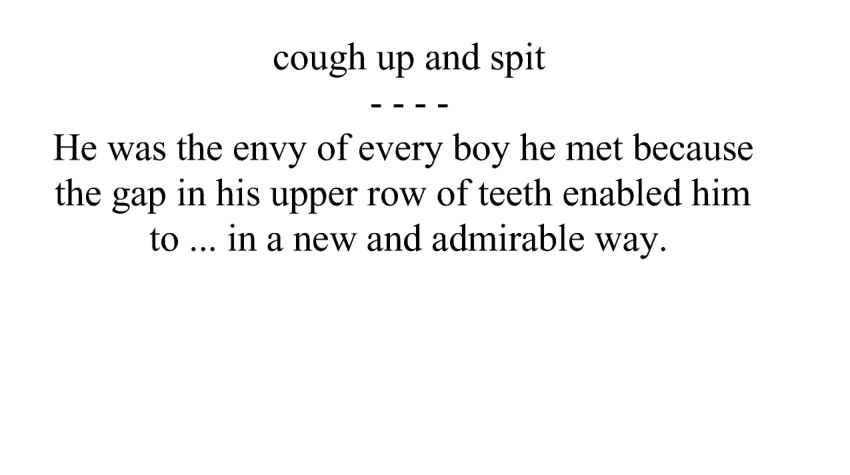 cough up and spit
- - - -
He was the envy of every boy he met because
the gap in his upper row of teeth enabled him
to ... in a new and admirable way.